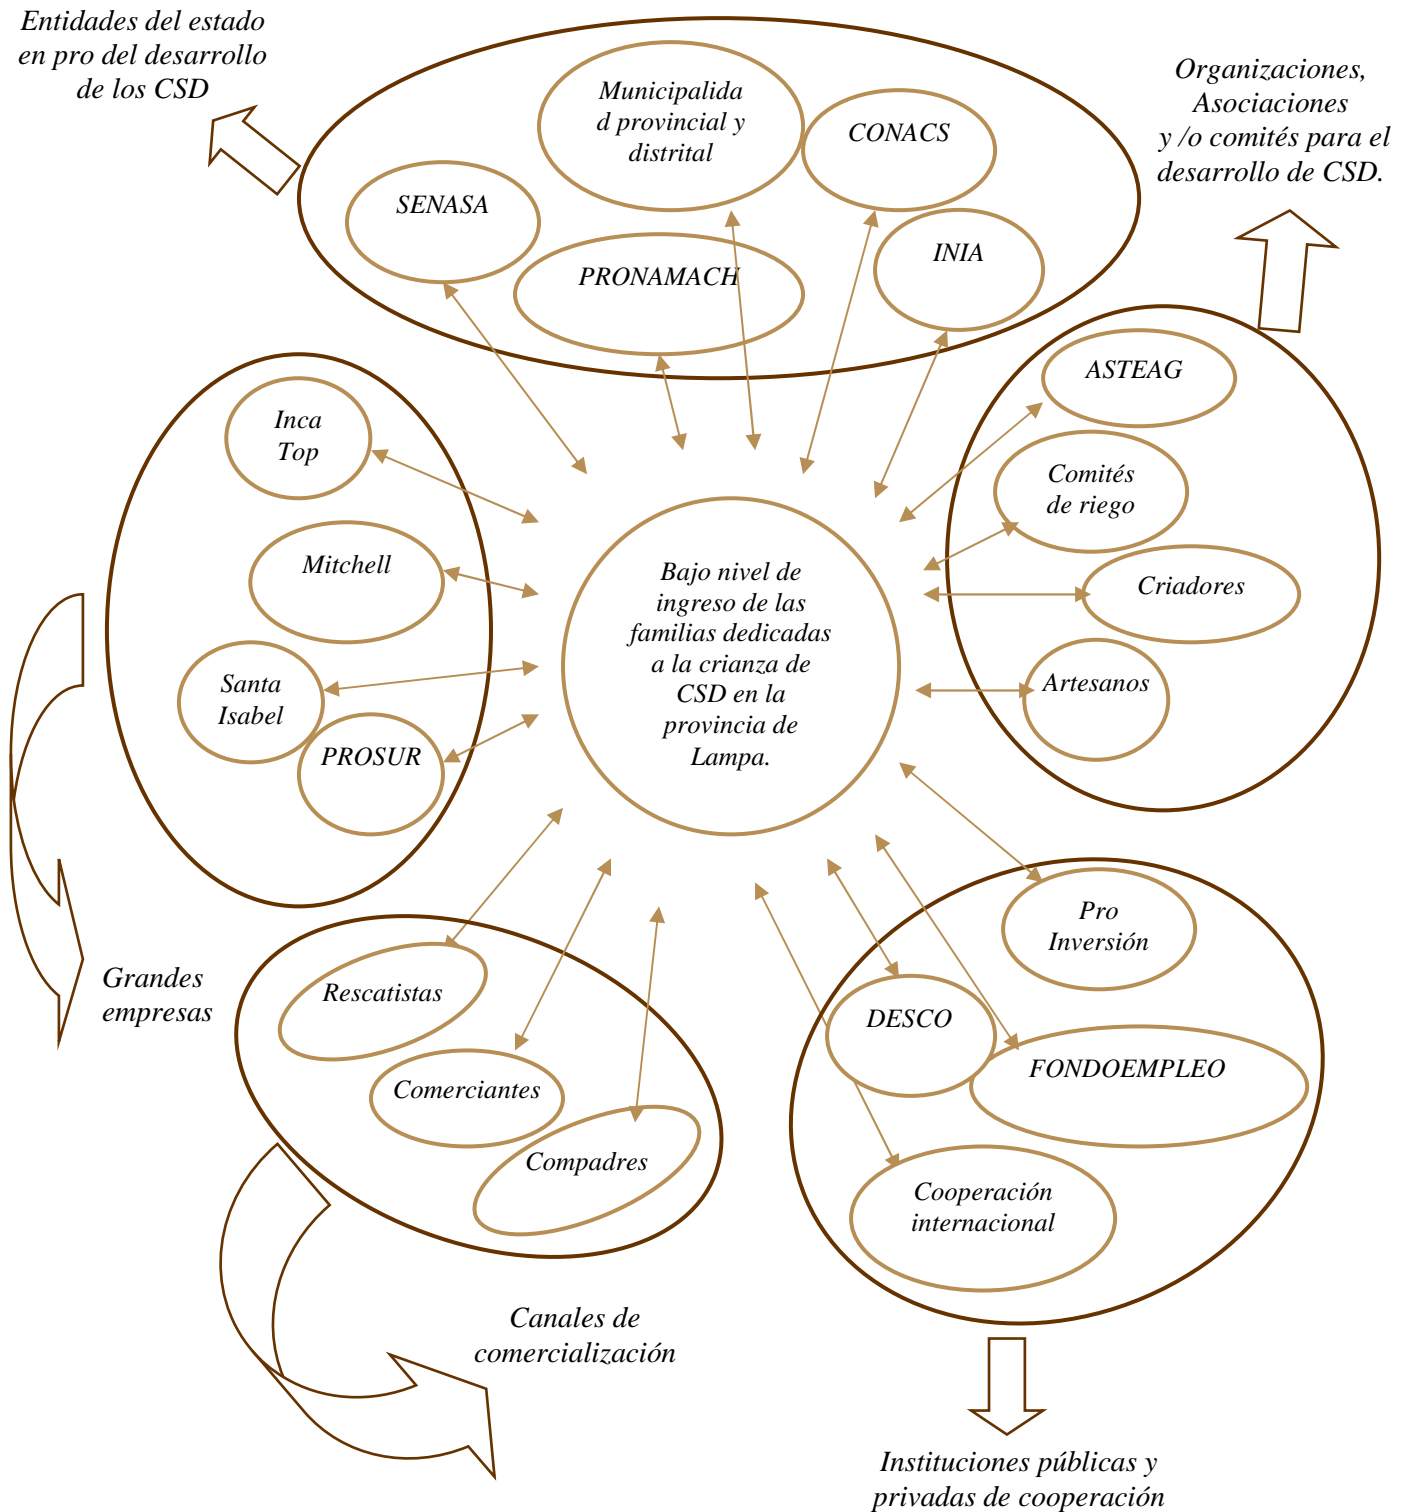 Entidades del estado
en pro del desarrollo
de los CSD
Municipalida
d provincial y
distrital
CONACS
SENASA
INIA
PRONAMACH
Organizaciones,
Asociaciones
y /o comités para el
desarrollo de CSD.
ASTEAG
Comités
de riego
Criadores
Artesanos
Inca
Top
Mitchell
Santa
Isabel
PROSUR
Bajo nivel de
ingreso de las
familias dedicadas
a la crianza de
CSD en la
provincia de
Lampa.
Grandes
empresas
Rescatistas
Comerciantes
Compadres
Pro
Inversión
DESCO
FONDOEMPLEO
Cooperación
internacional
Canales de
comercialización
Instituciones públicas y
privadas de cooperación